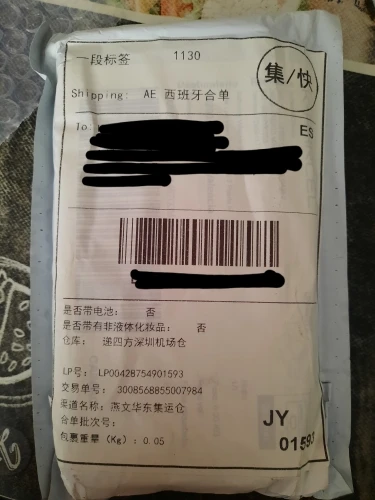 一段标签 1130
集/快
Shipping: AE 西班牙合单
To
ES
是否带电池: 否
是否带有非液体化妆品: 否
仓库: 递四方深圳机场仓
LP号: LP00428754901593
交易单号: 3008568855007984
渠道名称: 燕文华东集运仓
合单批次号:
包裹重量 (Kg): 0.05
JY
01593